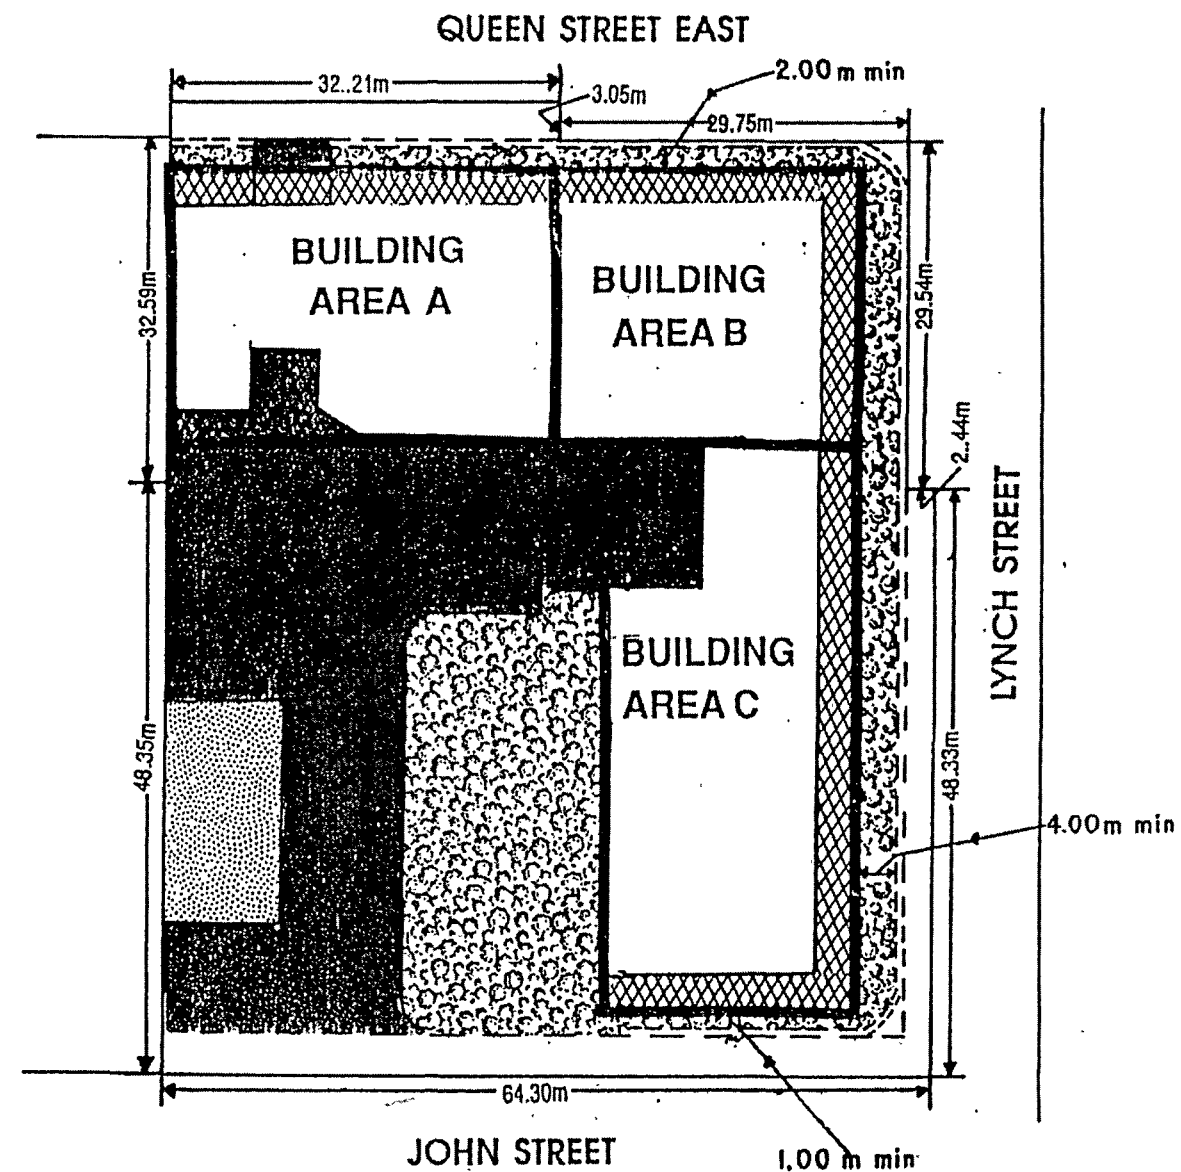 QUEEN STREET EAST
2.00 m min
32..21m
3.05m
29.75m
BUILDING
AREA A
BUILDING
AREA B
32.59m
29.54m
2..44m
LYNCH STREET
BUILDING
AREA C
48.35m
48.33m
4.00m min
64.30m
JOHN STREET
1.00 m min